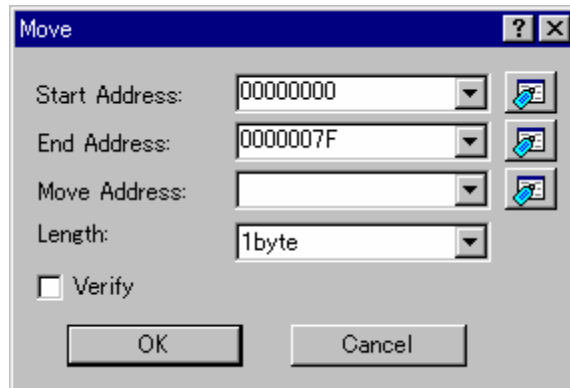 Move
Start Address: 00000000
End Address: 0000007F
Move Address:
Length: 1byte
Verify
OK Cancel